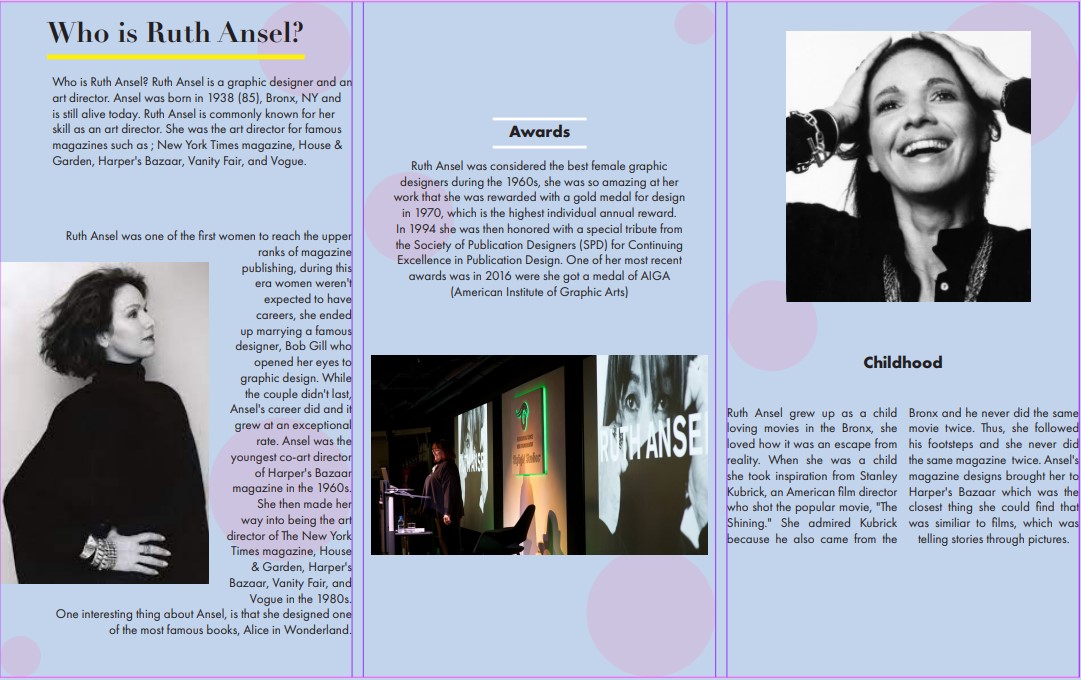 Who is Ruth Ansel?
Who is Ruth Ansel? Ruth Ansel is a graphic designer and an
art director. Ansel was born in 1938 (85), Bronx, NY and
is still alive today. Ruth Ansel is commonly known for her
skill as an art director. She was the art director for famous
magazines such as ; New York Times magazine, House &
Garden, Harper's Bazaar, Vanity Fair, and Vogue.
Ruth Ansel was one of the first women to reach the upper
ranks of magazine
publishing, during this
era women weren't
expected to have
careers, she ended
up marrying a famous
designer, Bob Gill who
opened her eyes to
graphic design. While
the couple didn't last,
Ansel's career did and it
grew at an exceptional
rate. Ansel was the
youngest co-art director
of Harper's Bazaar
magazine in the 1960s.
She then made her
way into being the art
director of The New York
Times magazine, House
& Garden, Harper's
Bazaar, Vanity Fair, and
Vogue in the 1980s.
One interesting thing about Ansel, is that she designed one
of the most famous books, Alice in Wonderland.
Awards
Ruth Ansel was considered the best female graphic
designers during the 1960s, she was so amazing at her
work that she was rewarded with a gold medal for design
in 1970, which is the highest individual annual reward.
In 1994 she was then honored with a special tribute from
the Society of Publication Designers (SPD) for Continuing
Excellence in Publication Design. One of her most recent
awards was in 2016 were she got a medal of AIGA
(American Institute of Graphic Arts)
RUTH ANSE
Childhood
Ruth Ansel grew up as a child
loving movies in the Bronx, she
loved how it was an escape from
reality. When she was a child
she took inspiration from Stanley
Kubrick, an American film director
who shot the popular movie, "The
Shining." She admired Kubrick
because he also came from the
Bronx and he never did the same
movie twice. Thus, she followed
his footsteps and she never did
the same magazine twice. Ansel's
magazine designs brought her to
Harper's Bazaar which was the
closest thing she could find that
was similiar to films, which was
telling stories through pictures.